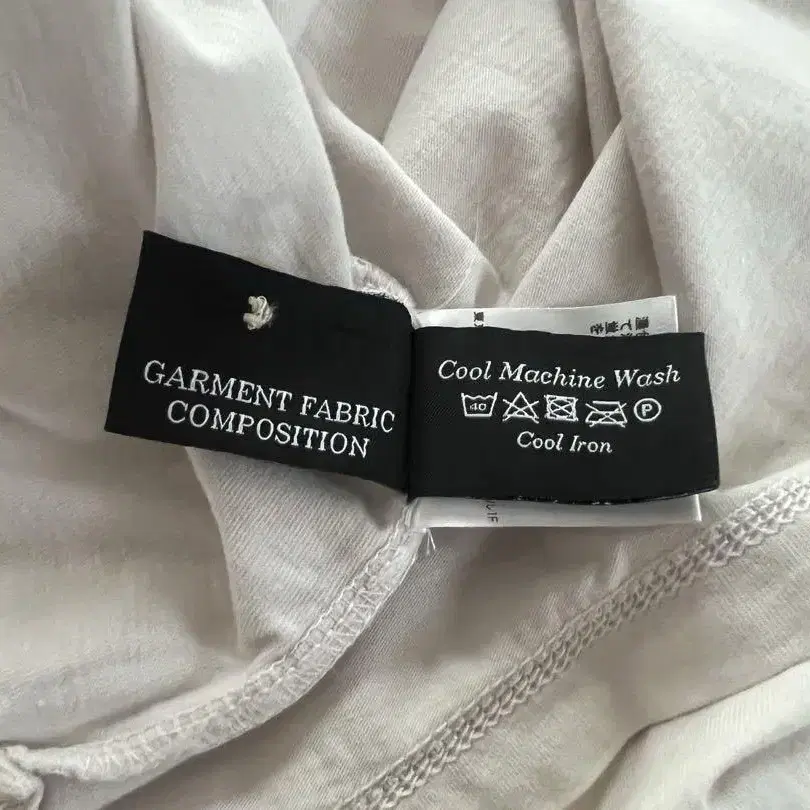 GARMENT FABRIC
COMPOSITION
Cool Machine Wash
40
P
Cool Iron